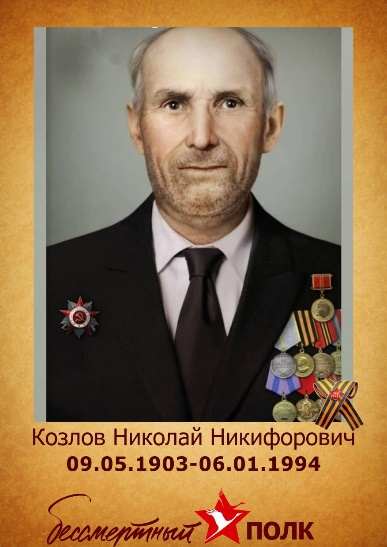 Козлов Николай Никифорович
09.05.1903-06.01.1994
бессмертный ПОЛК